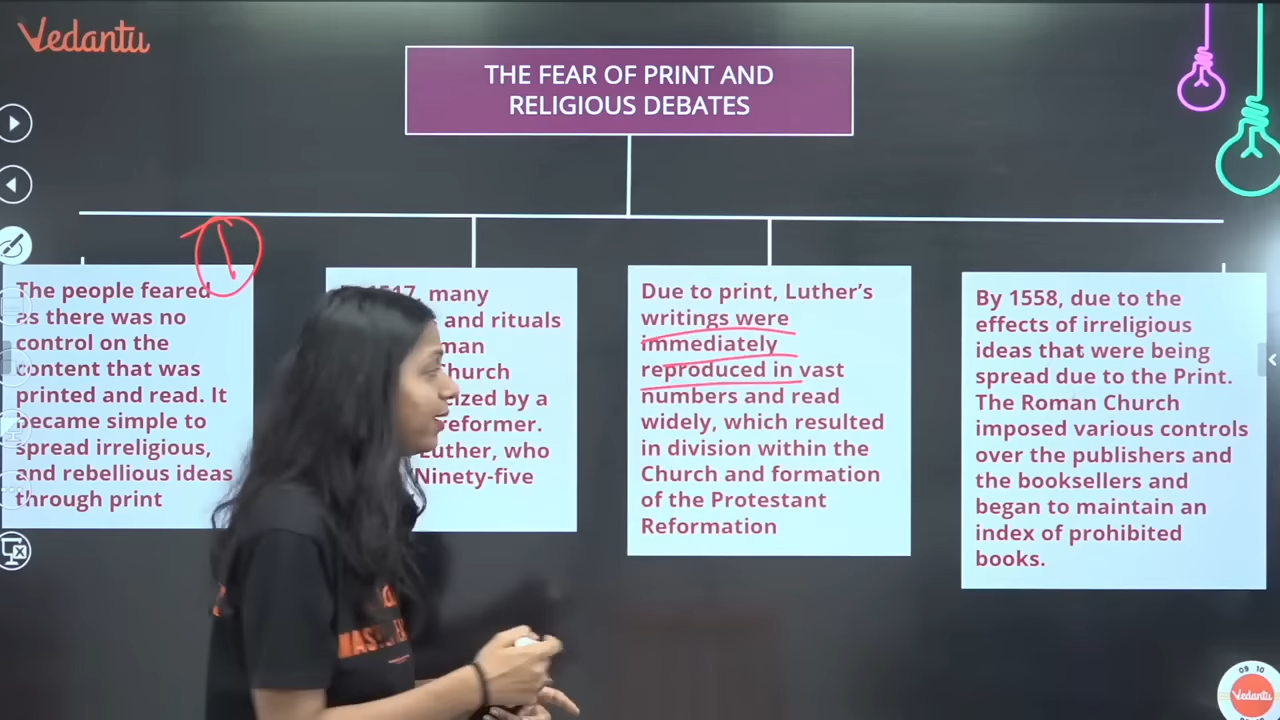 Vedantu
THE FEAR OF PRINT AND
RELIGIOUS DEBATES
The people feared
as there was no
control on the
content that was
printed and read. It
became simple to
spread irreligious,
and rebellious ideas
through print
1517, many
and rituals
Church
by a
reformer.
Luther, who
Ninety-five
Due to print, Luther's
writings were
immediately
reproduced in vast
numbers and read
widely, which resulted
in division within the
Church and formation
of the Protestant
Reformation
By 1558, due to the
effects of irreligious
ideas that were being
spread due to the Print.
The Roman Church
imposed various controls
over the publishers and
the booksellers and
began to maintain an
index of prohibited
books.
09 10
Vedantu